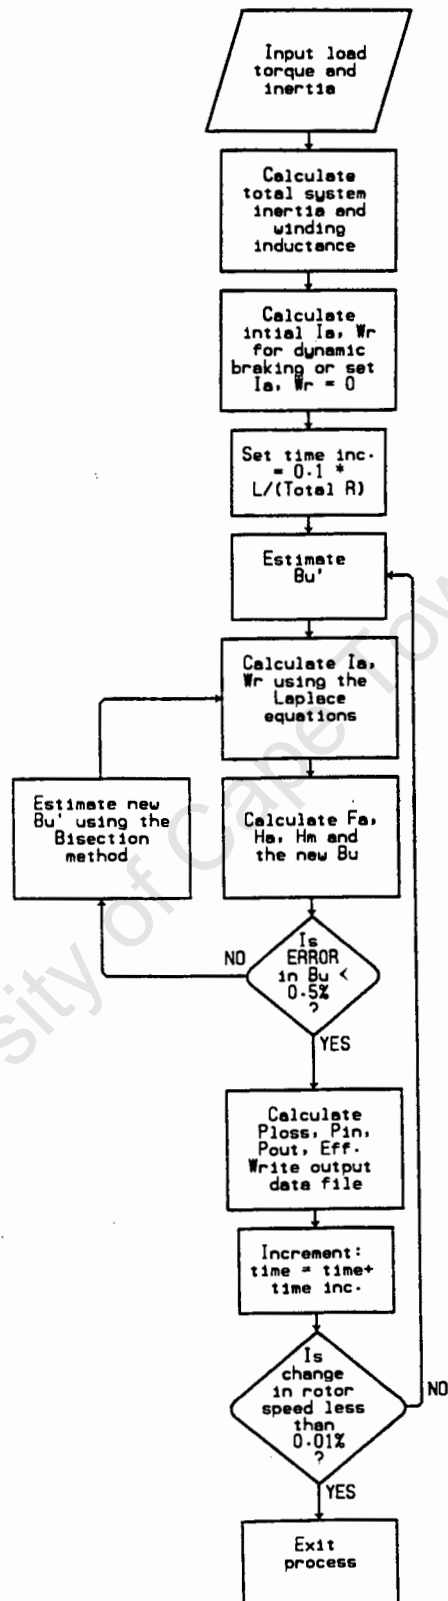 Input load
torque and
inertia
Calculate
total system
inertia and
winding
inductance
Calculate
intial Ia, Wr
for dynamic
braking or set
Ia, Wr = 0
Set time inc.
= 0.1 *
L/(Total R)
Estimate
Bu'
Calculate Ia,
Wr using the
Laplace
equations
Estimate new
Bu' using the
Bisection
method
Calculate Fa,
Ha, Hm and
the new Bu
Is
ERROR
in Bu <
0.5%
?
NO
YES
Calculate
Ploss, Pin,
Pout, Eff.
Write output
data file
Increment:
time = time+
time inc.
Is
change
in rotor
speed less
than
0.01%
?
NO
YES
Exit
process
sity of Cape Tow